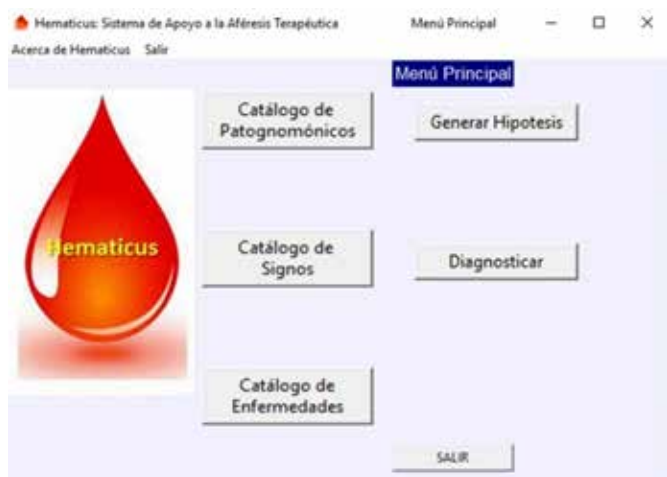 Hematicus: Sistema de Apoyo a la Aféresis Terapéutica Menú Principal
Acerca de Hematicus Salir
Menú Principal
Catálogo de
Patognomónicos
Generar Hipotesis
Hematicus
Catálogo de
Signos
Diagnosticar
Catálogo de
Enfermedades
SALIR